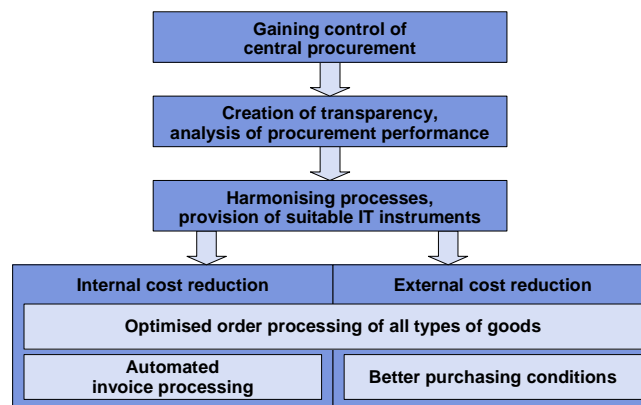 Gaining control of
central procurement
Creation of transparency,
analysis of procurement performance
Harmonising processes,
provision of suitable IT instruments
Internal cost reduction
External cost reduction
Optimised order processing of all types of goods
Automated
invoice processing
Better purchasing conditions